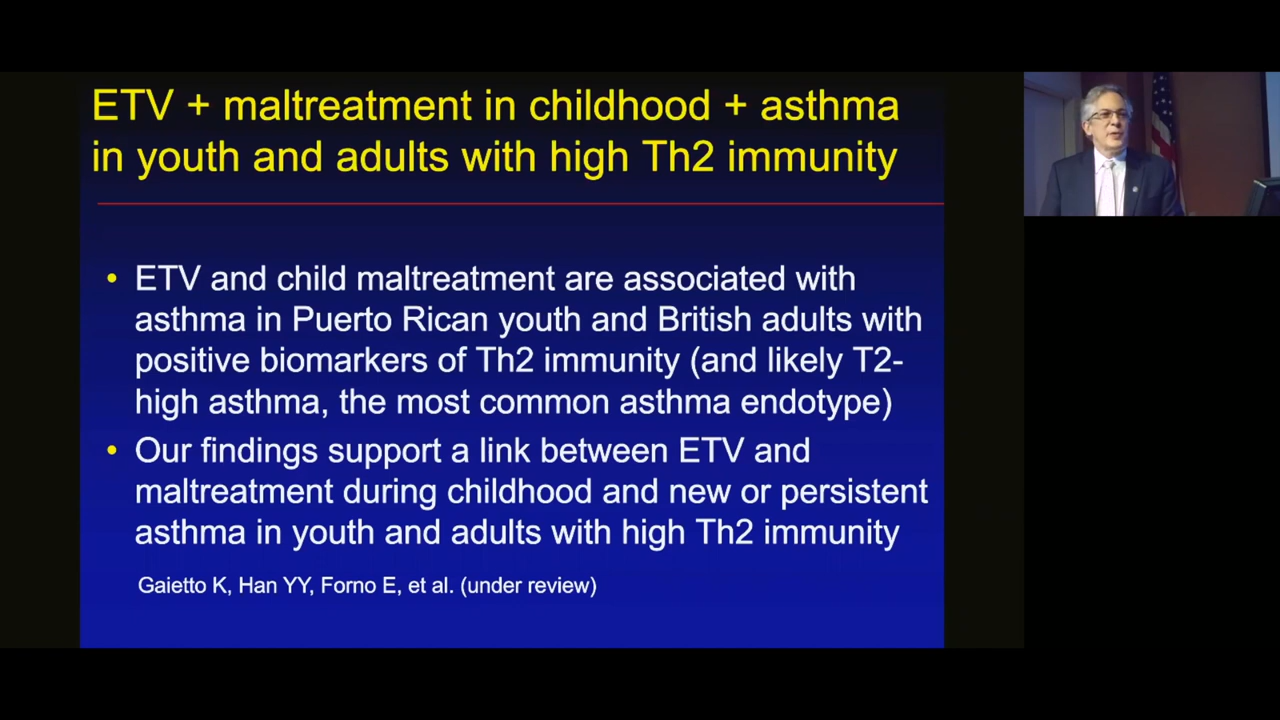 ETV + maltreatment in childhood + asthma
in youth and adults with high Th2 immunity
• ETV and child maltreatment are associated with
asthma in Puerto Rican youth and British adults with
positive biomarkers of Th2 immunity (and likely T2-
high asthma, the most common asthma endotype)
• Our findings support a link between ETV and
maltreatment during childhood and new or persistent
asthma in youth and adults with high Th2 immunity
Gaietto K, Han YY, Forno E, et al. (under review)